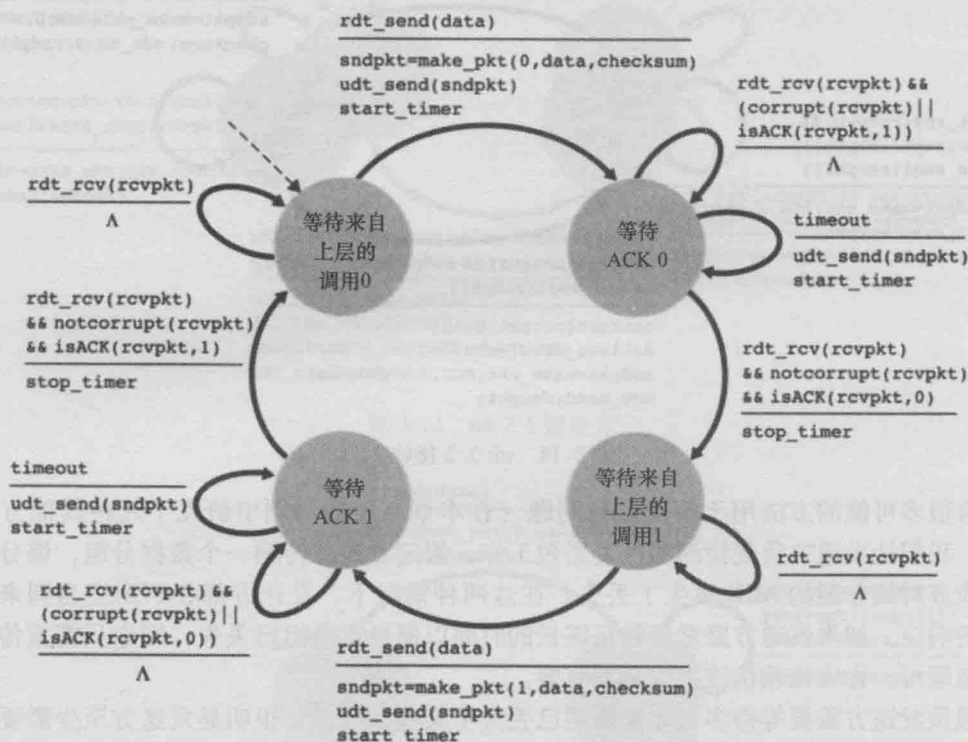 rdt_send(data)
sndpkt=make_pkt(0,data,checksum)
udt_send(sndpkt)
start_timer
rdt_rcv(rcvpkt) &&
(corrupt(rcvpkt)||
isACK(rcvpkt,1))
Λ
rdt_rcv(rcvpkt)
Λ
等待来自
上层的
调用0
等待
ACK 0
timeout
udt_send(sndpkt)
start_timer
rdt_rcv(rcvpkt)
&& notcorrupt(rcvpkt)
&& isACK(rcvpkt,1)
stop_timer
rdt_rcv(rcvpkt)
&& notcorrupt(rcvpkt)
&& isACK(rcvpkt,0)
stop_timer
timeout
udt_send(sndpkt)
start_timer
等待
ACK 1
等待来自
上层的
调用1
rdt_rcv(rcvpkt)
Λ
rdt_rcv(rcvpkt) &&
(corrupt(rcvpkt)||
isACK(rcvpkt,0))
Λ
rdt_send(data)
sndpkt=make_pkt(1,data,checksum)
udt_send(sndpkt)
start_timer